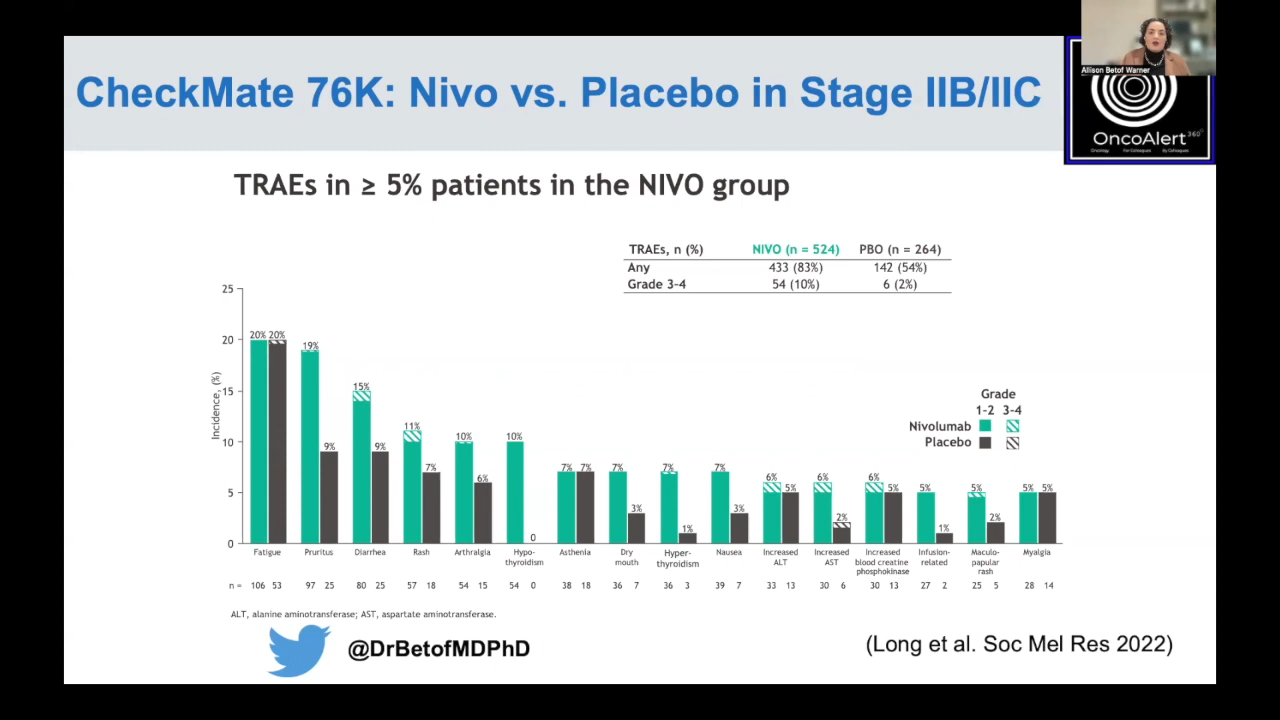 Allison Betof Warner
CheckMate 76K: Nivo vs. Placebo in Stage IIB/IIC
OncoAlert 360°
Oncology For Colleagues By Colleagues
TRAEs in ≥ 5% patients in the NIVO group
TRAEs, n (%) NIVO (n = 524) PBO (n = 264)
Any 433 (83%) 142 (54%)
Grade 3–4 54 (10%) 6 (2%)
Incidence, (%)
25
20
15
10
5
0
20% 20% 19% 9% 15% 9% 11% 7% 10% 6% 10% 0 7% 7% 7% 3% 7% 1% 7% 3% 6% 5% 6% 2% 6% 5% 5% 1% 5% 2% 5% 5%
Grade
1-2 3-4
Nivolumab
Placebo
Fatigue
Pruritus
Diarrhea
Rash
Arthralgia
Hypo-
thyroidism
Asthenia
Dry
mouth
Hyper-
thyroidism
Nausea
Increased
ALT
Increased
AST
Increased
blood creatine
phosphokinase
Infusion-
related
Maculo-
papular
rash
Myalgia
n = 106 53 97 25 80 25 57 18 54 15 54 0 38 18 36 7 36 3 39 7 33 13 30 6 30 13 27 2 25 5 28 14
ALT, alanine aminotransferase; AST, aspartate aminotransferase.
@DrBetofMDPhD
(Long et al. Soc Mel Res 2022)